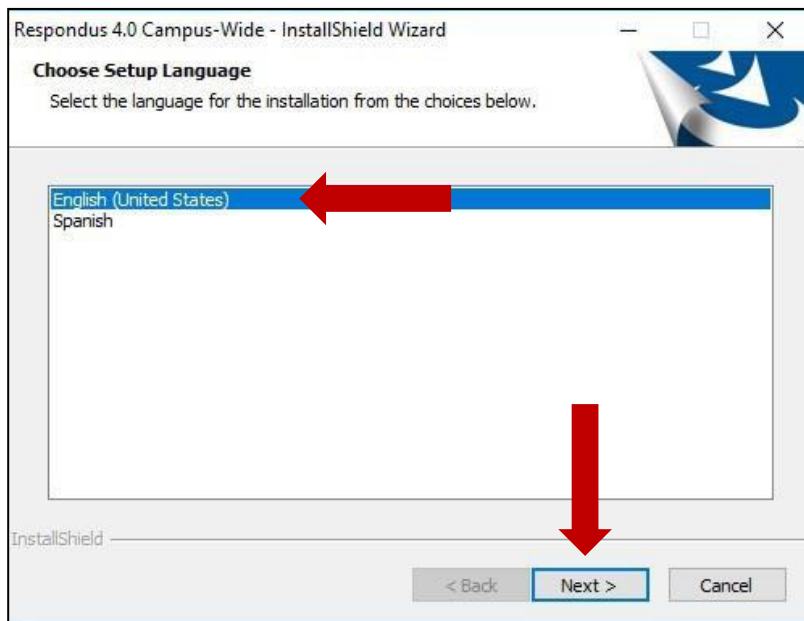 Respondus 4.0 Campus-Wide - InstallShield Wizard
Choose Setup Language
Select the language for the installation from the choices below.
English (United States)
Spanish
InstallShield
< Back Next > Cancel